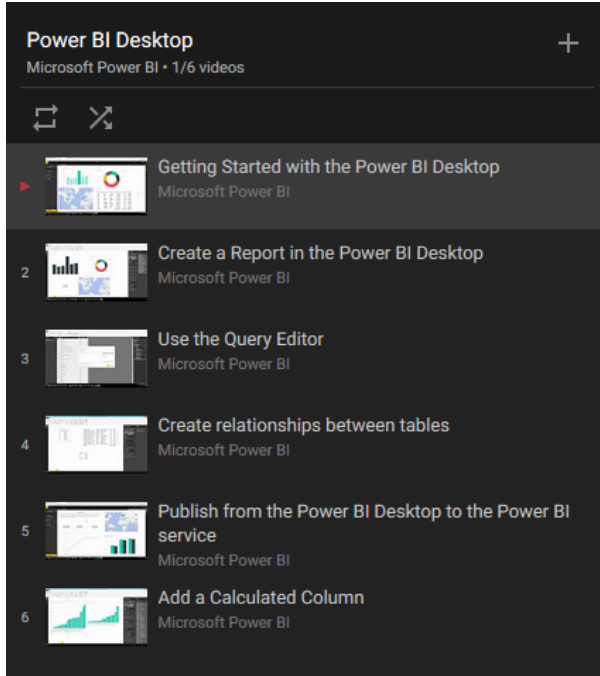 Power BI Desktop
Microsoft Power BI • 1/6 videos
Getting Started with the Power BI Desktop
Microsoft Power BI
2
Create a Report in the Power BI Desktop
Microsoft Power BI
3
Use the Query Editor
Microsoft Power BI
4
Create relationships between tables
Microsoft Power BI
5
Publish from the Power BI Desktop to the Power BI
service
Microsoft Power BI
6
Add a Calculated Column
Microsoft Power BI